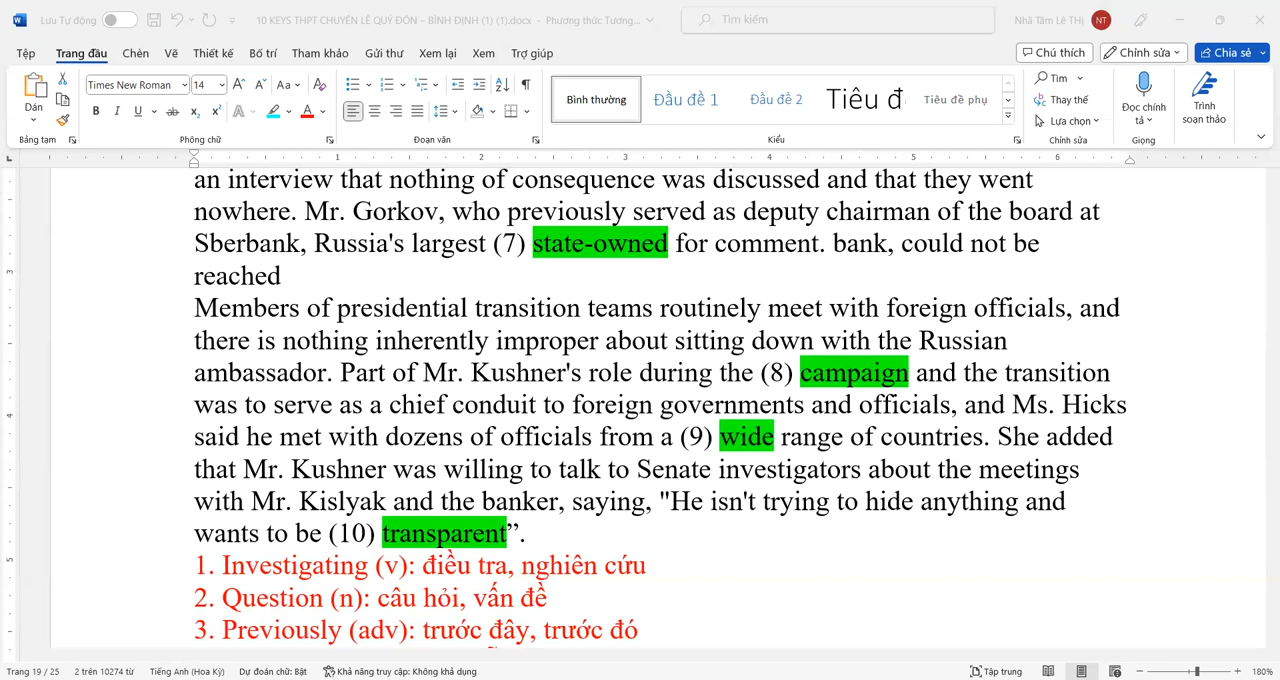 Lưu Tự động
10 KEYS THPT CHUYÊN LÊ QUÝ ĐÔN – BÌNH ĐỊNH (1) (1).docx - Phương thức Tương...
Tìm kiếm
Nhã Tâm Lê THị
NT
Tệp Trang đầu Chèn Vẽ Thiết kế Bố trí Tham khảo Gửi thư Xem lại Xem Trợ giúp
Chú thích Chỉnh sửa Chia sẻ
Dán
Times New Roman 14
Bình thường Đầu đề 1 Đầu đề 2 Tiêu đ Tiêu đề phụ
Tìm
Thay thế
Lựa chọn
Đọc chính tả
Trình soạn thảo
Bảng tạm Phông chữ Đoạn văn Kiểu Chỉnh sửa Giọng
1 2 3 4 5 6
an interview that nothing of consequence was discussed and that they went
nowhere. Mr. Gorkov, who previously served as deputy chairman of the board at
Sberbank, Russia's largest (7) state-owned for comment. bank, could not be
reached
Members of presidential transition teams routinely meet with foreign officials, and
there is nothing inherently improper about sitting down with the Russian
ambassador. Part of Mr. Kushner's role during the (8) campaign and the transition
was to serve as a chief conduit to foreign governments and officials, and Ms. Hicks
said he met with dozens of officials from a (9) wide range of countries. She added
that Mr. Kushner was willing to talk to Senate investigators about the meetings
with Mr. Kislyak and the banker, saying, "He isn't trying to hide anything and
wants to be (10) transparent”.
1. Investigating (v): điều tra, nghiên cứu
2. Question (n): câu hỏi, vấn đề
3. Previously (adv): trước đây, trước đó
Trang 19 / 25 2 trên 10274 từ Tiếng Anh (Hoa Kỳ) Dự đoán chữ: Bật Khả năng truy cập: Không khả dụng Tập trung 180%